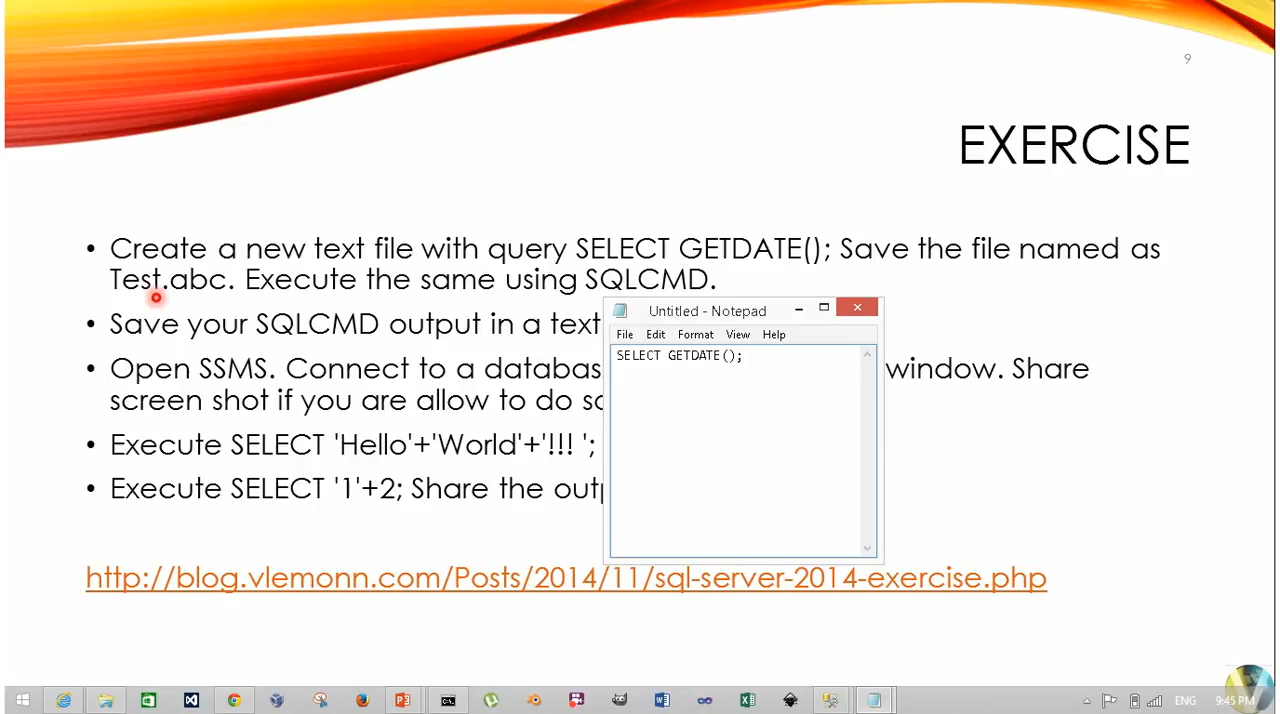 9
EXERCISE
• Create a new text file with query SELECT GETDATE(); Save the file named as
Test.abc. Execute the same using SQLCMD.
• Save your SQLCMD output in a text
• Open SSMS. Connect to a databas window. Share
screen shot if you are allow to do so
• Execute SELECT 'Hello'+'World'+'!!! ';
• Execute SELECT '1'+2; Share the outp
Untitled - Notepad
File Edit Format View Help
SELECT GETDATE();
http://blog.vlemonn.com/Posts/2014/11/sql-server-2014-exercise.php
ENG 9:45 PM